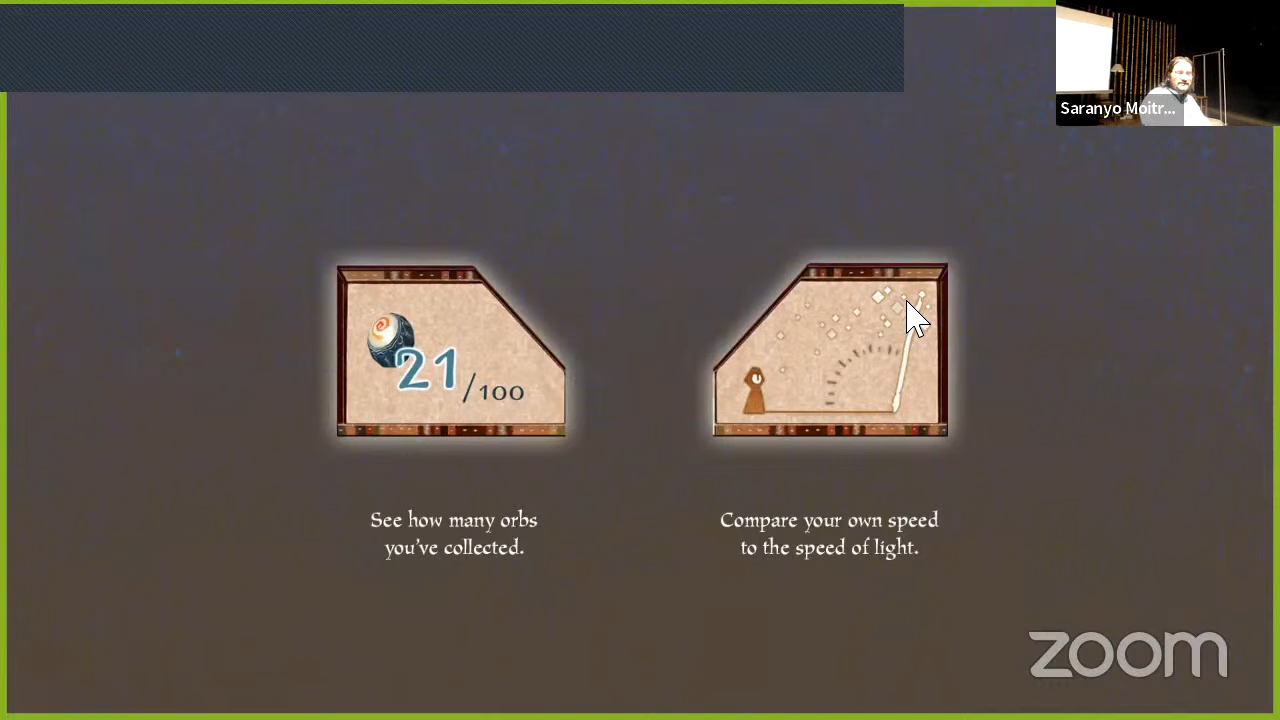 Saranyo Moitr...
21/100
See how many orbs
you've collected.
Compare your own speed
to the speed of light.
zoom